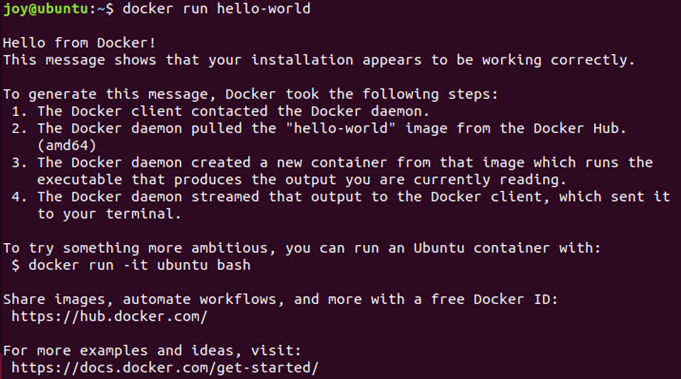 joy@ubuntu:~$ docker run hello-world
Hello from Docker!
This message shows that your installation appears to be working correctly.
To generate this message, Docker took the following steps:
1. The Docker client contacted the Docker daemon.
2. The Docker daemon pulled the "hello-world" image from the Docker Hub.
(amd64)
3. The Docker daemon created a new container from that image which runs the
executable that produces the output you are currently reading.
4. The Docker daemon streamed that output to the Docker client, which sent it
to your terminal.
To try something more ambitious, you can run an Ubuntu container with:
$ docker run -it ubuntu bash
Share images, automate workflows, and more with a free Docker ID:
https://hub.docker.com/
For more examples and ideas, visit:
https://docs.docker.com/get-started/